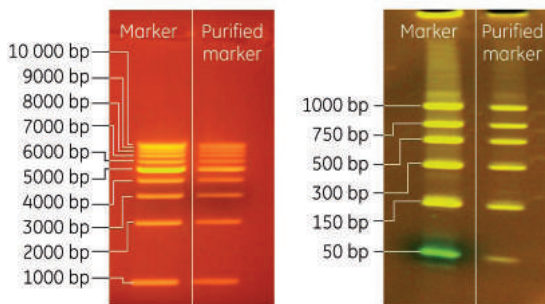 Marker
Purified
marker
10 000 bp
9000 bp
8000 bp
7000 bp
6000 bp
5000 bp
4000 bp
3000 bp
2000 bp
1000 bp
Marker
Purified
marker
1000 bp
750 bp
500 bp
300 bp
150 bp
50 bp